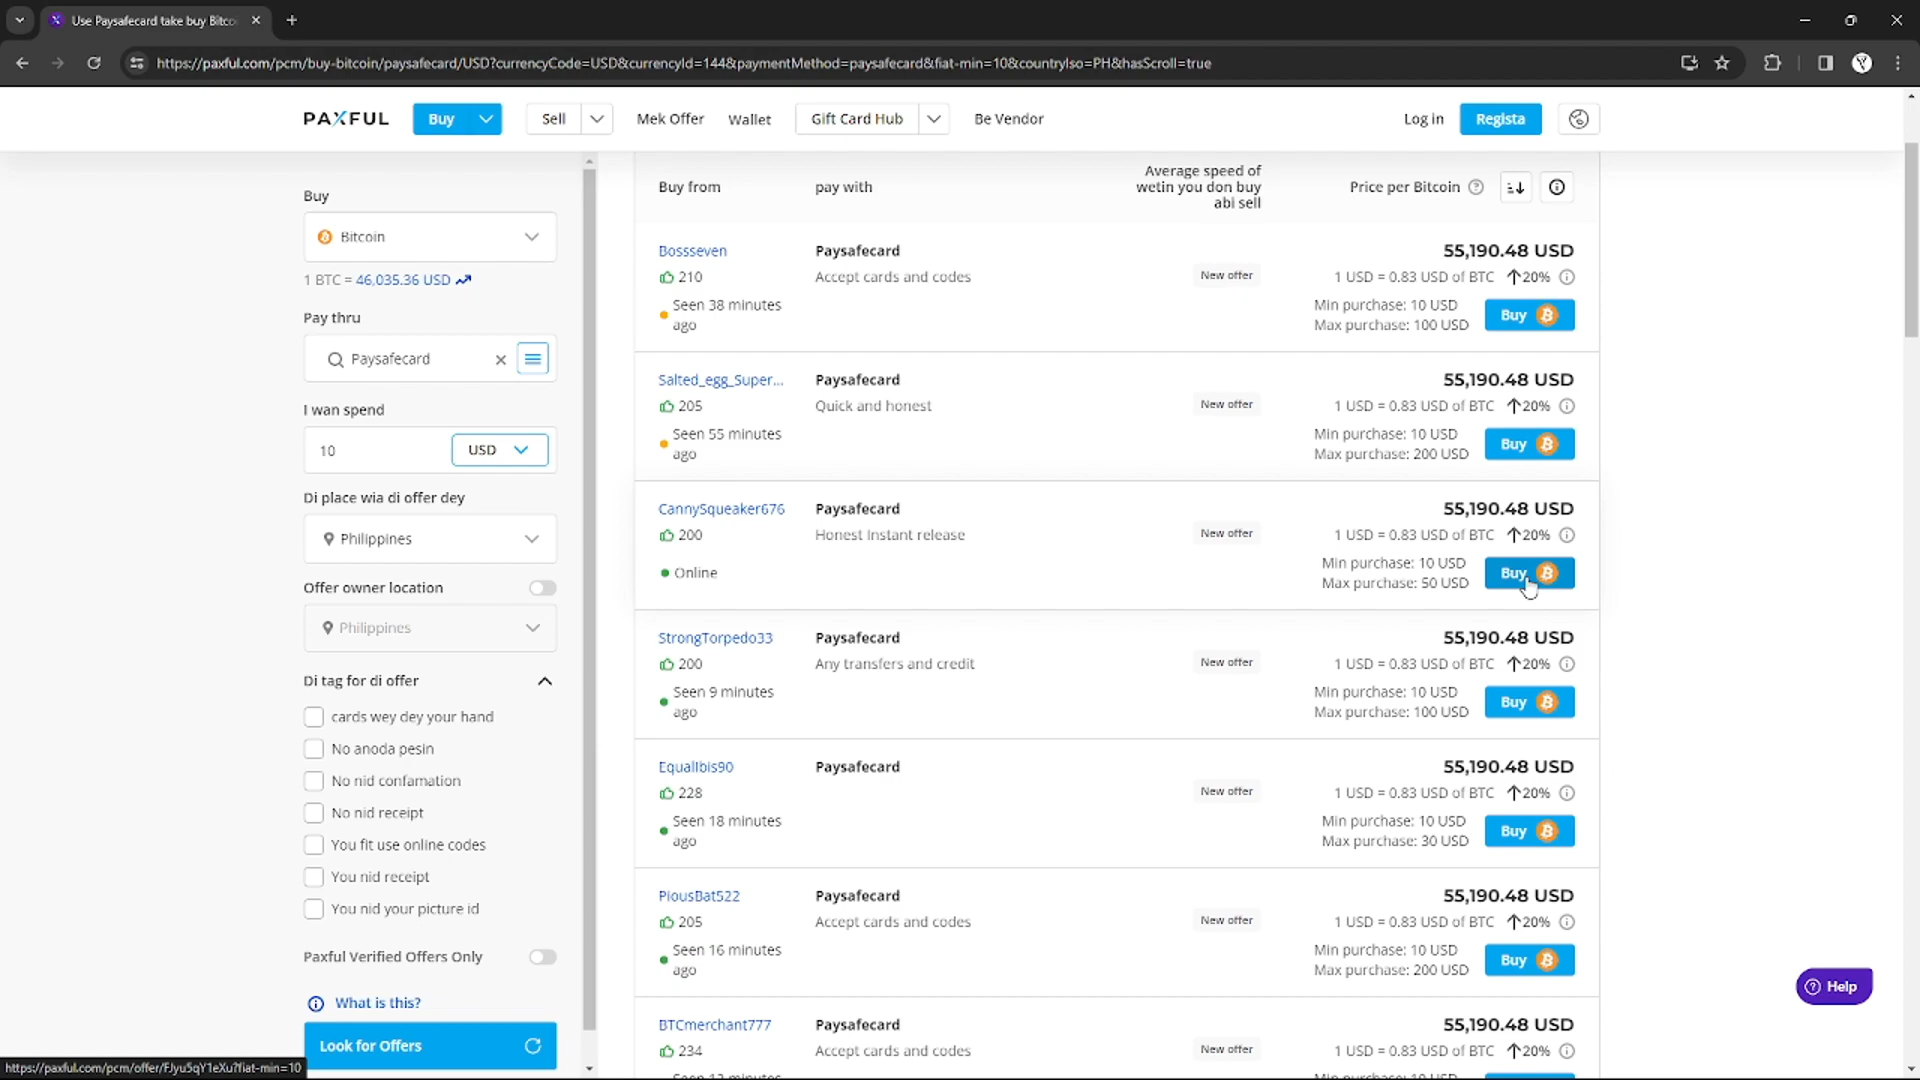 Use Paysafecard take buy Bitco
https://paxful.com/pcm/buy-bitcoin/paysafecard/USD?currencyCode=USD&currencyId=144&paymentMethod=paysafecard&fiat-min=10&countryIso=PH&hasScroll=true
PAXFUL
Buy
Sell
Mek Offer
Wallet
Gift Card Hub
Be Vendor
Log in
Regista
Buy
Bitcoin
1 BTC = 46,035.36 USD
Pay thru
Paysafecard
I wan spend
10
USD
Di place wia di offer dey
Philippines
Offer owner location
Philippines
Di tag for di offer
cards wey dey your hand
No anoda pesin
No nid confamation
No nid receipt
You fit use online codes
You nid receipt
You nid your picture id
Paxful Verified Offers Only
What is this?
Look for Offers
Buy from
pay with
Average speed of
wetin you don buy
abi sell
Price per Bitcoin
Bossseven
210
Seen 38 minutes
ago
Paysafecard
Accept cards and codes
New offer
55,190.48 USD
1 USD = 0.83 USD of BTC
20%
Min purchase: 10 USD
Max purchase: 100 USD
Buy
Salted_egg_Super...
205
Seen 55 minutes
ago
Paysafecard
Quick and honest
New offer
55,190.48 USD
1 USD = 0.83 USD of BTC
20%
Min purchase: 10 USD
Max purchase: 200 USD
Buy
CannySqueaker676
200
Online
Paysafecard
Honest Instant release
New offer
55,190.48 USD
1 USD = 0.83 USD of BTC
20%
Min purchase: 10 USD
Max purchase: 50 USD
Buy
StrongTorpedo33
200
Seen 9 minutes
ago
Paysafecard
Any transfers and credit
New offer
55,190.48 USD
1 USD = 0.83 USD of BTC
20%
Min purchase: 10 USD
Max purchase: 100 USD
Buy
EqualIbis90
228
Seen 18 minutes
ago
Paysafecard
New offer
55,190.48 USD
1 USD = 0.83 USD of BTC
20%
Min purchase: 10 USD
Max purchase: 30 USD
Buy
PiousBat522
205
Seen 16 minutes
ago
Paysafecard
Accept cards and codes
New offer
55,190.48 USD
1 USD = 0.83 USD of BTC
20%
Min purchase: 10 USD
Max purchase: 200 USD
Buy
BTCmerchant777
234
Paysafecard
Accept cards and codes
New offer
55,190.48 USD
1 USD = 0.83 USD of BTC
20%
Min purchase: 10 USD
Help
https://paxful.com/pcm/offer/FJyu5qY1eXu?fiat-min=10